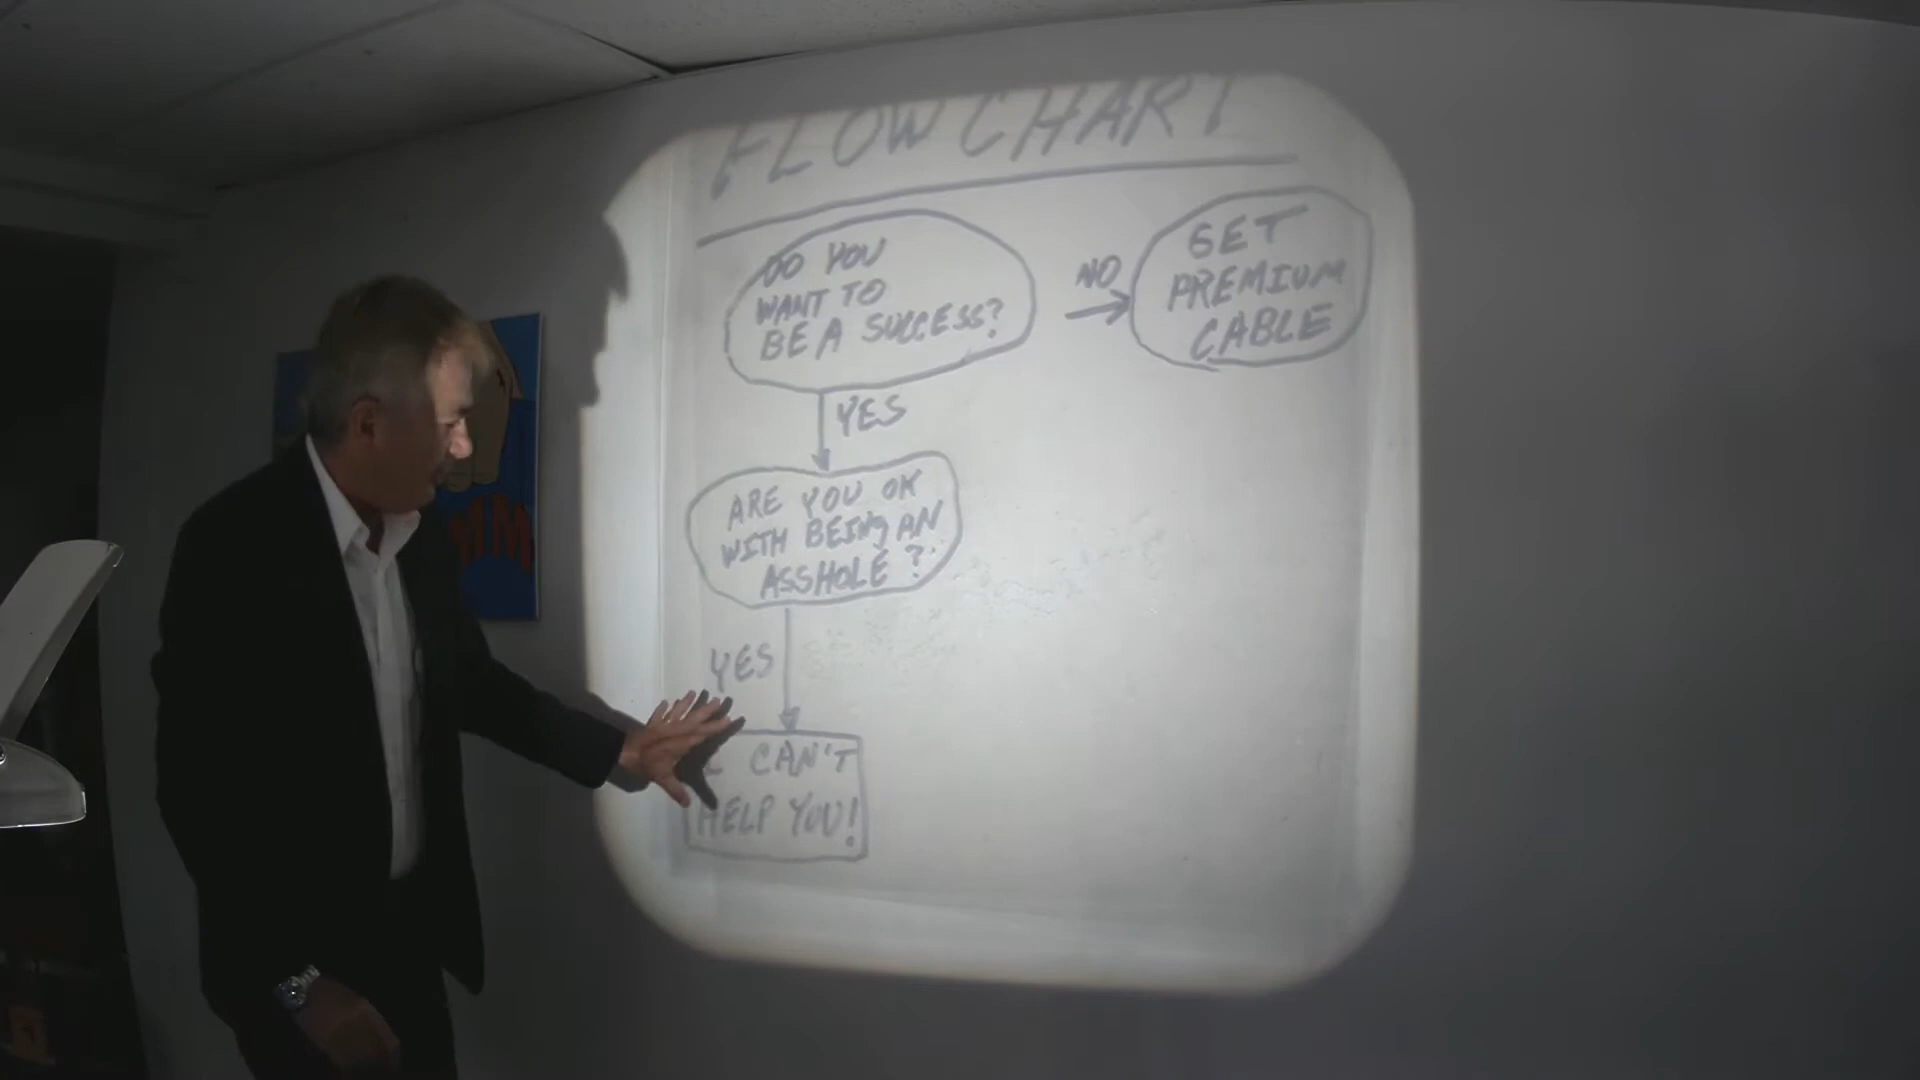 FLOWCHART
DO YOU
WANT TO
BE A SUCCESS?
NO
GET
PREMIUM
CABLE
YES
ARE YOU OK
WITH BEING AN
ASSHOLE?
YES
I CAN'T
HELP YOU!